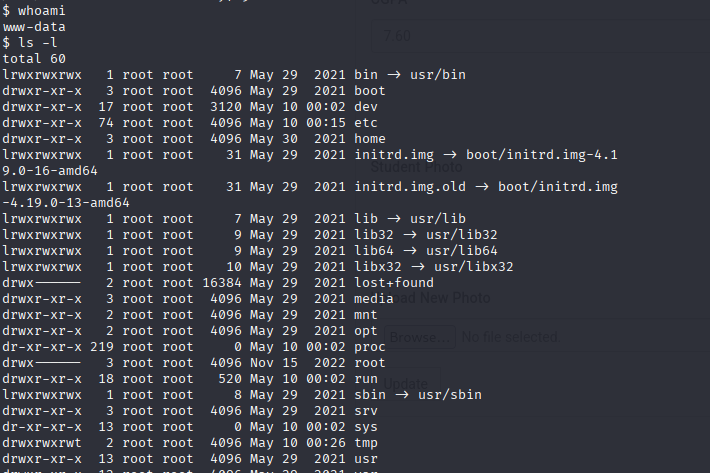 $ whoami
www-data
$ ls -l
total 60
lrwxrwxrwx   1 root root     7 May 29  2021 bin -> usr/bin
drwxr-xr-x   3 root root  4096 May 29  2021 boot
drwxr-xr-x  17 root root  3120 May 10 00:02 dev
drwxr-xr-x  74 root root  4096 May 10 00:15 etc
drwxr-xr-x   3 root root  4096 May 30  2021 home
lrwxrwxrwx   1 root root    31 May 29  2021 initrd.img -> boot/initrd.img-4.1
9.0-16-amd64
Student Photo
lrwxrwxrwx   1 root root    31 May 29  2021 initrd.img.old -> boot/initrd.img
-4.19.0-13-amd64
lrwxrwxrwx   1 root root     7 May 29  2021 lib -> usr/lib
lrwxrwxrwx   1 root root     9 May 29  2021 lib32 -> usr/lib32
lrwxrwxrwx   1 root root     9 May 29  2021 lib64 -> usr/lib64
lrwxrwxrwx   1 root root    10 May 29  2021 libx32 -> usr/libx32
drwx------   2 root root 16384 May 29  2021 lost+found
drwxr-xr-x   3 root root  4096 May 29  2021 media
New Photo
drwxr-xr-x   2 root root  4096 May 29  2021 mnt
drwxr-xr-x   2 root root  4096 May 29  2021 opt
Browse... No file selected.
dr-xr-xr-x 219 root root     0 May 10 00:02 proc
drwx------   3 root root  4096 Nov 15  2022 root
drwxr-xr-x  18 root root   520 May 10 00:02 run
Update
lrwxrwxrwx   1 root root     8 May 29  2021 sbin -> usr/sbin
drwxr-xr-x   3 root root  4096 May 29  2021 srv
dr-xr-xr-x  13 root root     0 May 10 00:02 sys
drwxrwxrwt   2 root root  4096 May 10 00:26 tmp
drwxr-xr-x  13 root root  4096 May 29  2021 usr